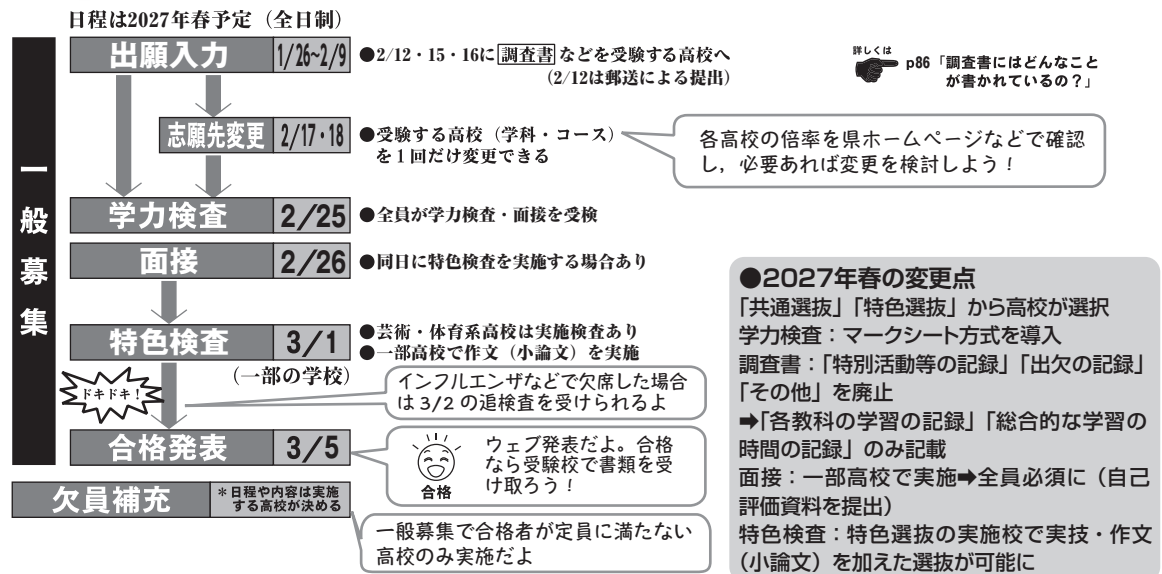 日程は2027年春予定（全日制）
一般募集
出願入力 1/26~2/9
●2/12・15・16に調査書などを受験する高校へ
（2/12は郵送による提出）
詳しくは
p86「調査書にはどんなこと
が書かれているの？」
志願先変更 2/17・18
●受験する高校（学科・コース）
を１回だけ変更できる
各高校の倍率を県ホームページなどで確認
し，必要あれば変更を検討しよう！
学力検査 2/25
●全員が学力検査・面接を受検
面接 2/26
●同日に特色検査を実施する場合あり
特色検査 3/1
（一部の学校）
●芸術・体育系高校は実施検査あり
●一部高校で作文（小論文）を実施
ドキドキ！
インフルエンザなどで欠席した場合
は3/2の追検査を受けられるよ
合格発表 3/5
合格
ウェブ発表だよ。合格
なら受験校で書類を受
け取ろう！
欠員補充
＊日程や内容は実施
する高校が決める
一般募集で合格者が定員に満たない
高校のみ実施だよ
●2027年春の変更点
「共通選抜」「特色選抜」から高校が選択
学力検査：マークシート方式を導入
調査書：「特別活動等の記録」「出欠の記録」
「その他」を廃止
➡「各教科の学習の記録」「総合的な学習の
時間の記録」のみ記載
面接：一部高校で実施➡全員必須に（自己
評価資料を提出）
特色検査：特色選抜の実施校で実技・作文
（小論文）を加えた選抜が可能に